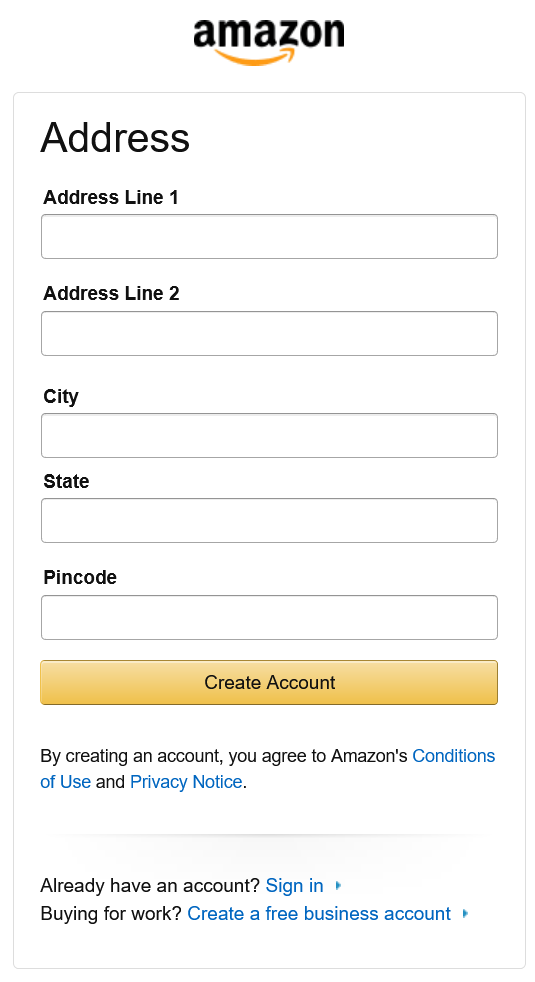 amazon
Address
Address Line 1
Address Line 2
City
State
Pincode
Create Account
By creating an account, you agree to Amazon's Conditions
of Use and Privacy Notice.
Already have an account? Sign in
Buying for work? Create a free business account